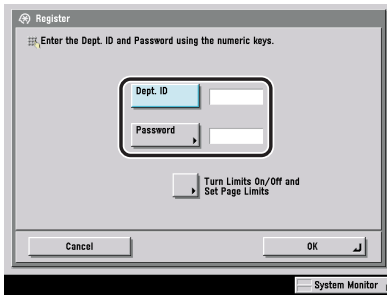 Register
Enter the Dept. ID and Password using the numeric keys.
Dept. ID
Password
Turn Limits On/Off and
Set Page Limits
Cancel
OK
System Monitor